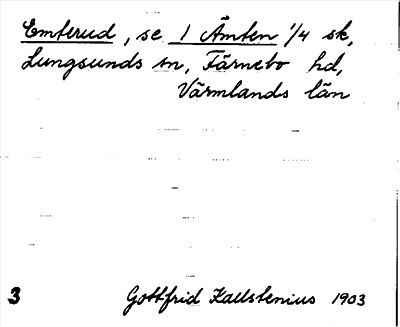 Emterud, se 1 Ämten 1/4 sk,
Lungsunds sn, Färnebo hd,
Värmlands län
3 Gottfrid Kallstenius 1903